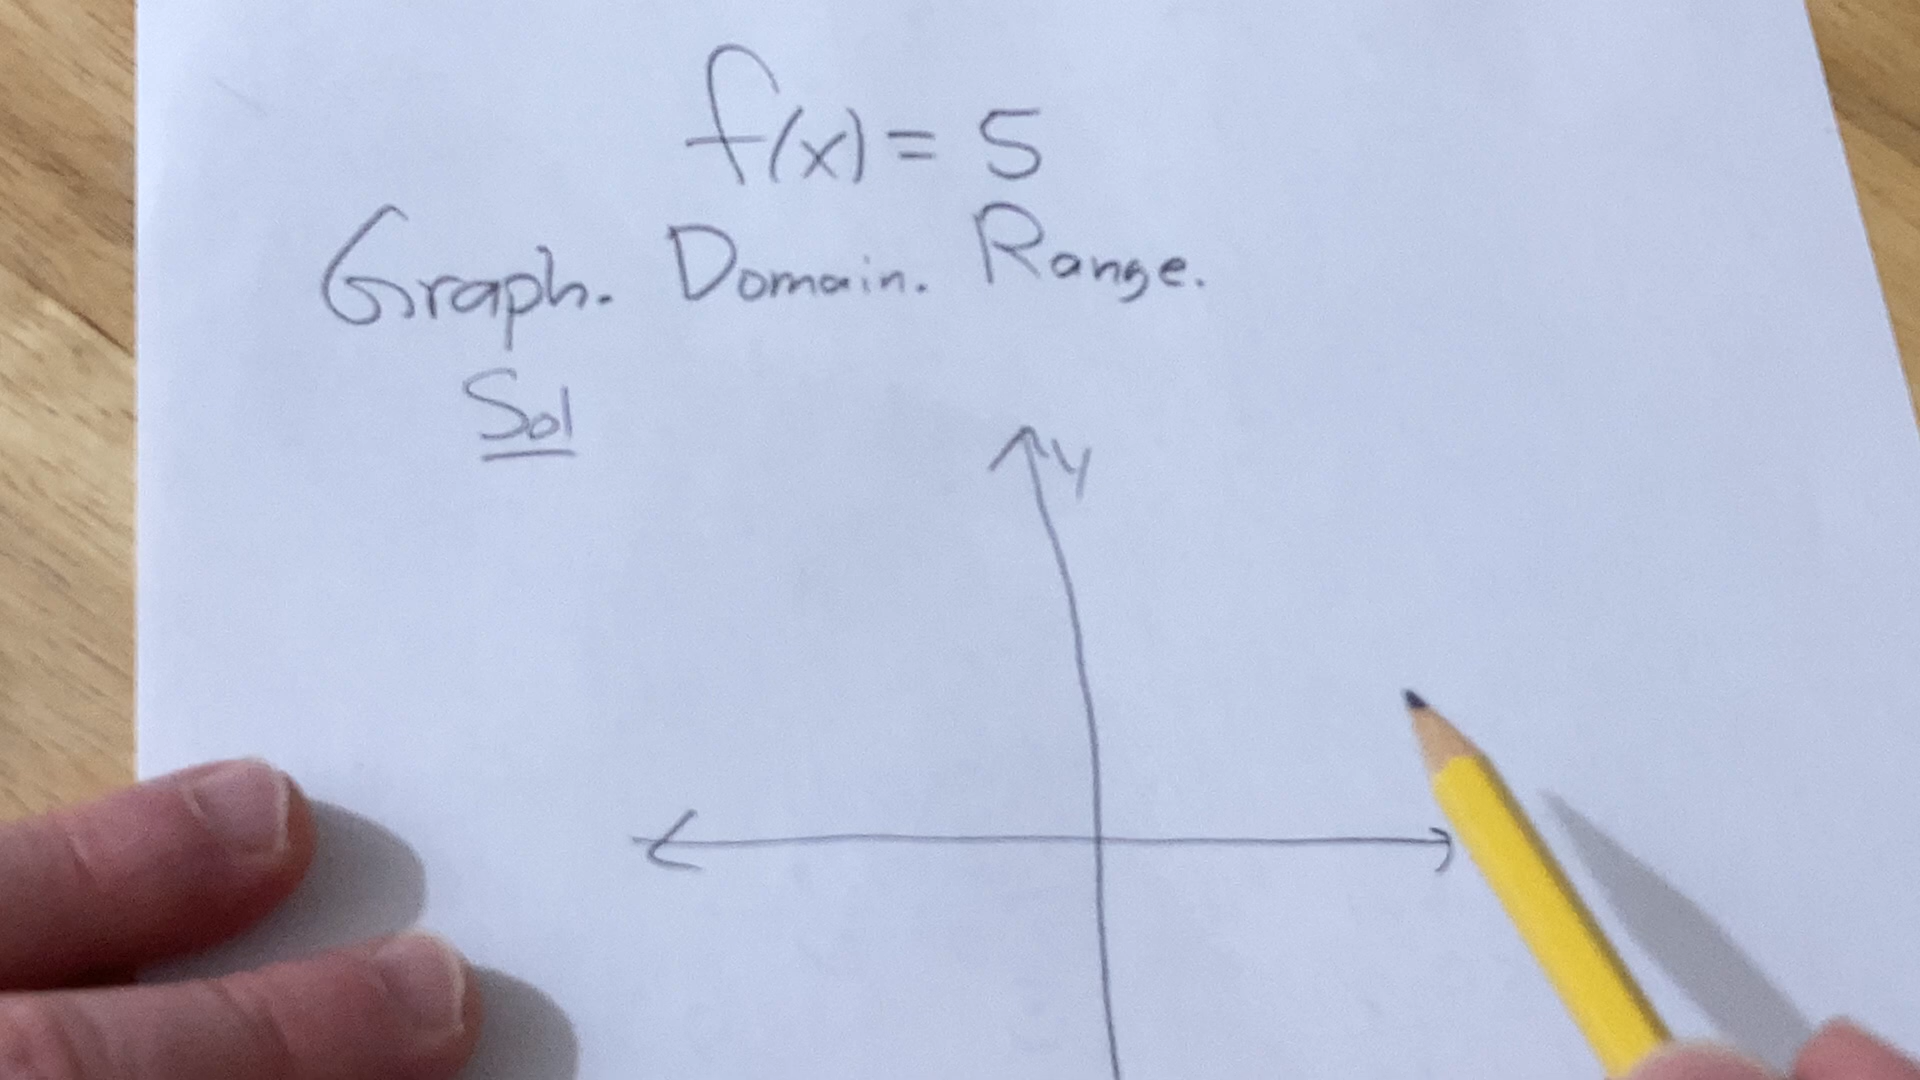 f(x) = 5
Graph. Domain. Range.
Sol
y